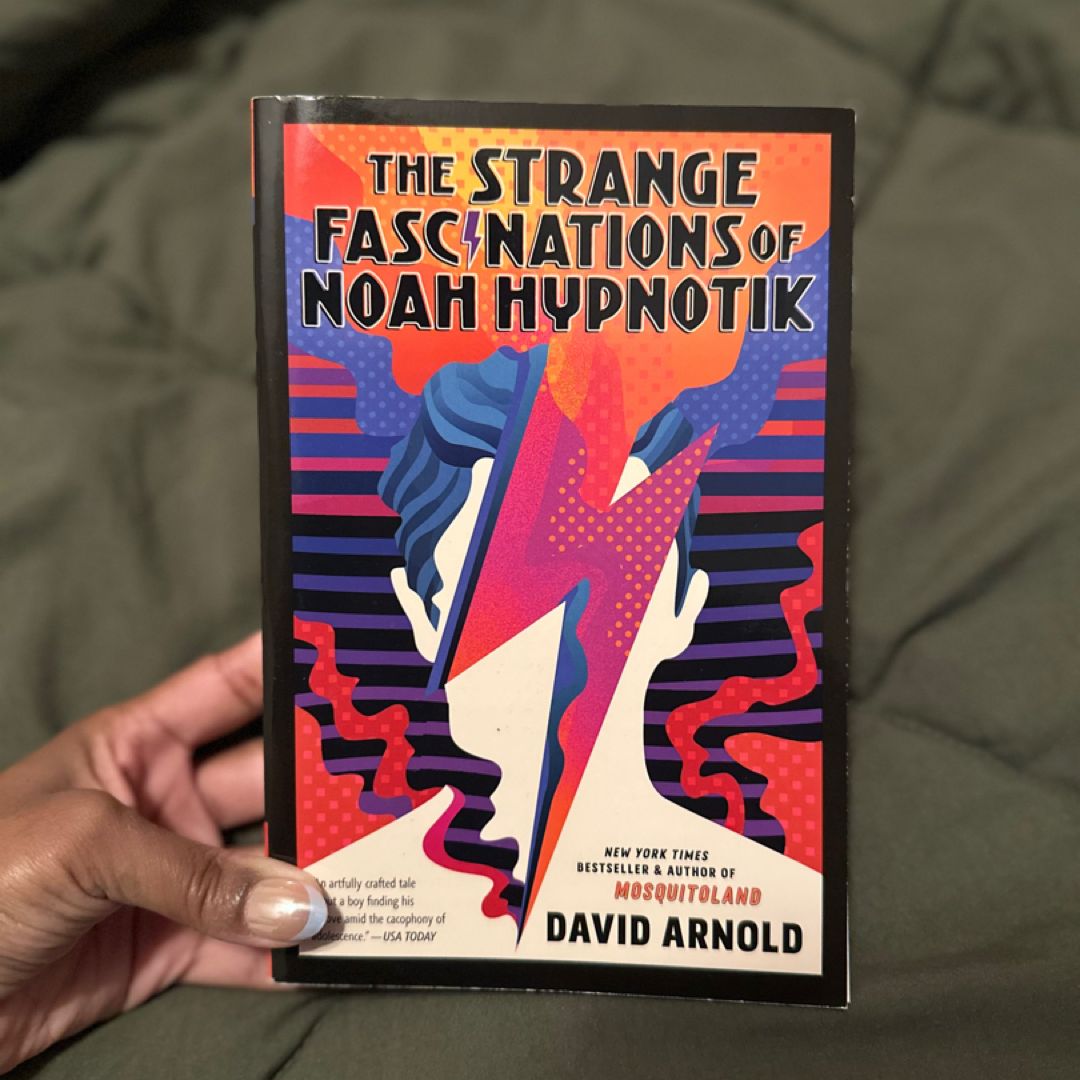 THE STRANGE
FASCINATIONS OF
NOAH HYPNOTIK
NEW YORK TIMES
BESTSELLER & AUTHOR OF
MOSQUITOLAND
DAVID ARNOLD
artfully crafted tale
a boy finding his
amid the cacophony of
adolescence." —USA TODAY